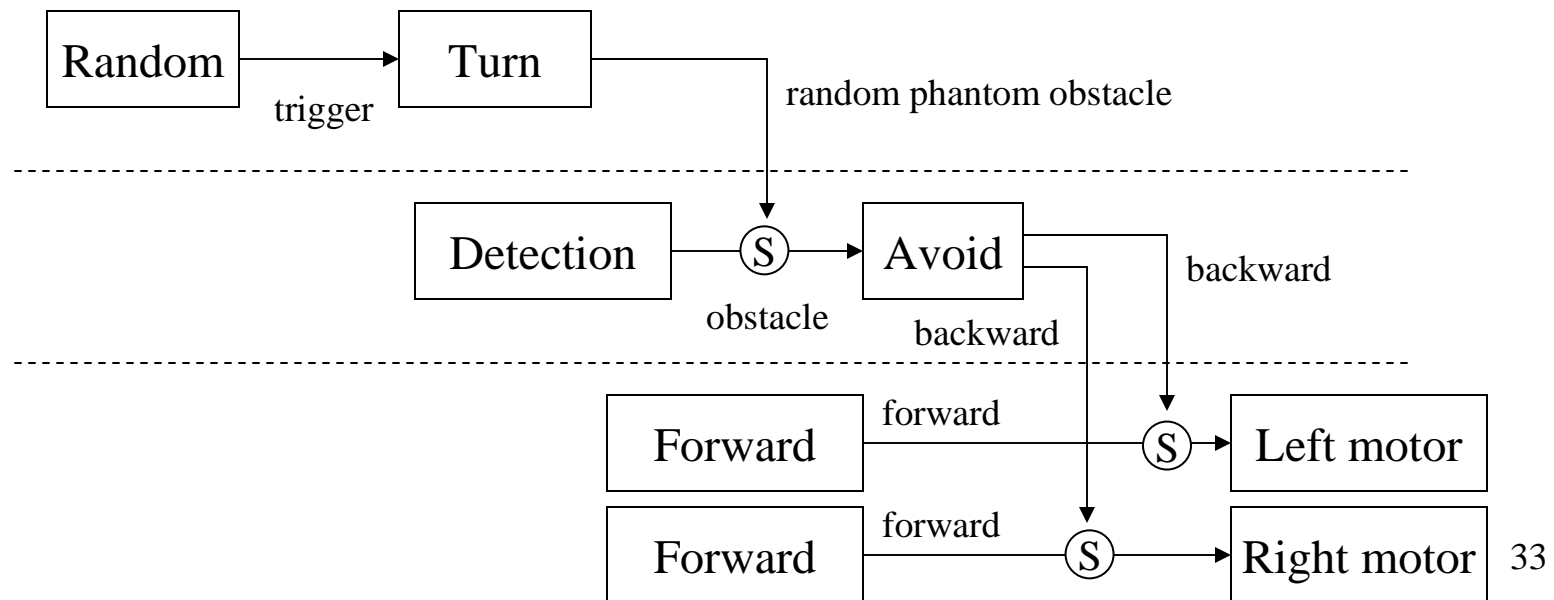 Random
trigger
Turn
random phantom obstacle
Detection
S
obstacle
Avoid
backward
backward
Forward
forward
S
Left motor
Forward
forward
S
Right motor
33